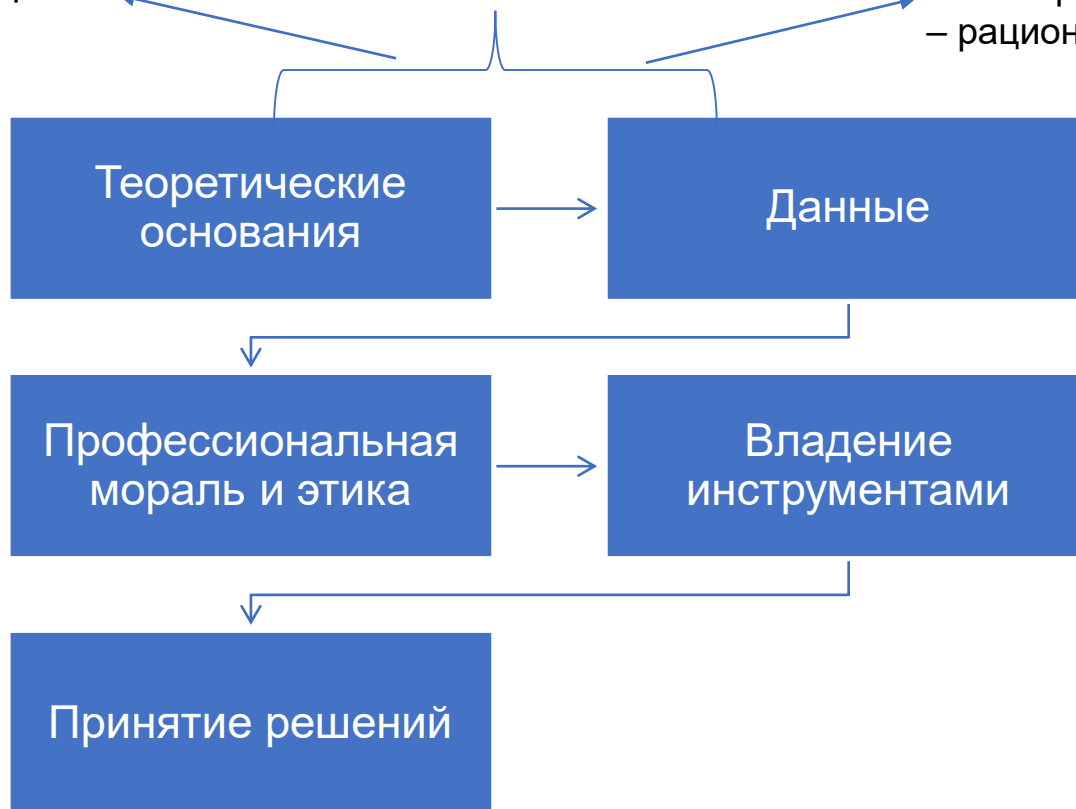 – рацион
Теоретические
основания
Данные
Профессиональная
мораль и этика
Владение
инструментами
Принятие решений